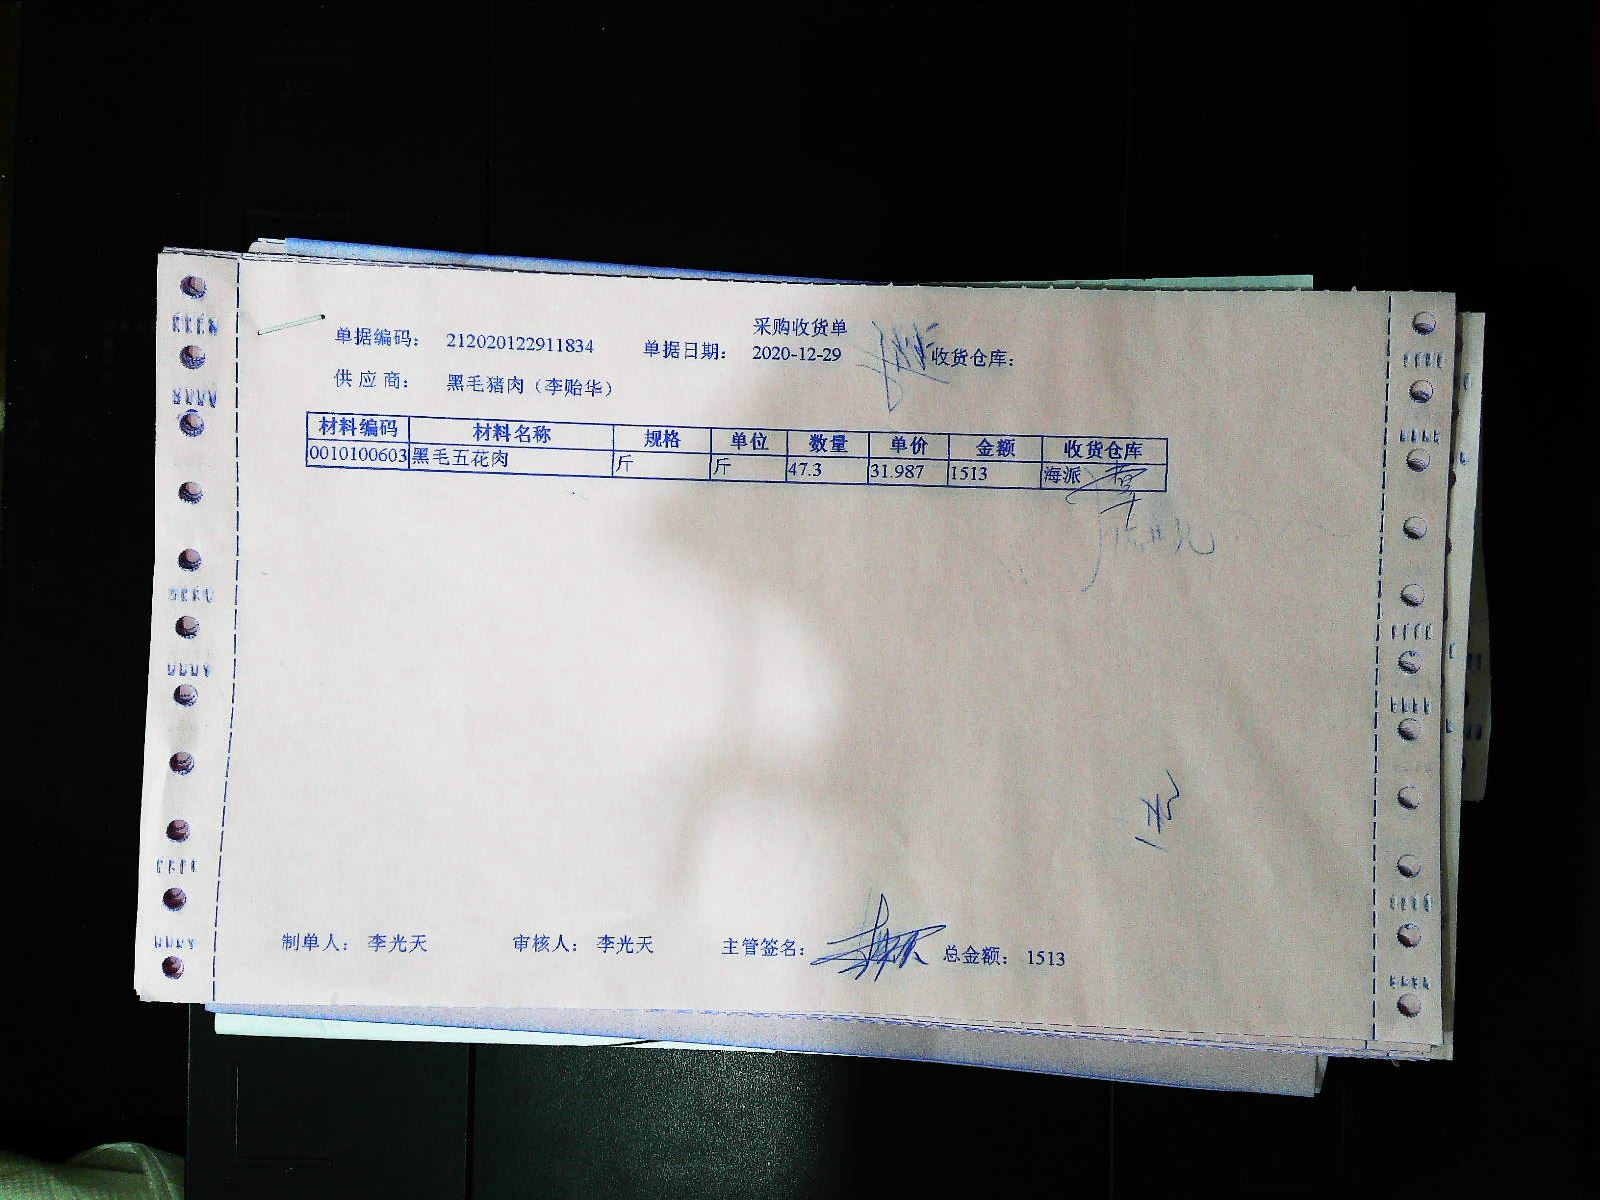 采购收货单
单据编码: 212020122911834 单据日期: 2020-12-29 收货仓库:
供应商: 黑毛猪肉（李贻华）
材料编码 材料名称 规格 单位 数量 单价 金额 收货仓库
0010100603 黑毛五花肉 斤 斤 47.3 31.987 1513 海派
制单人: 李光天 审核人: 李光天 主管签名: 总金额: 1513